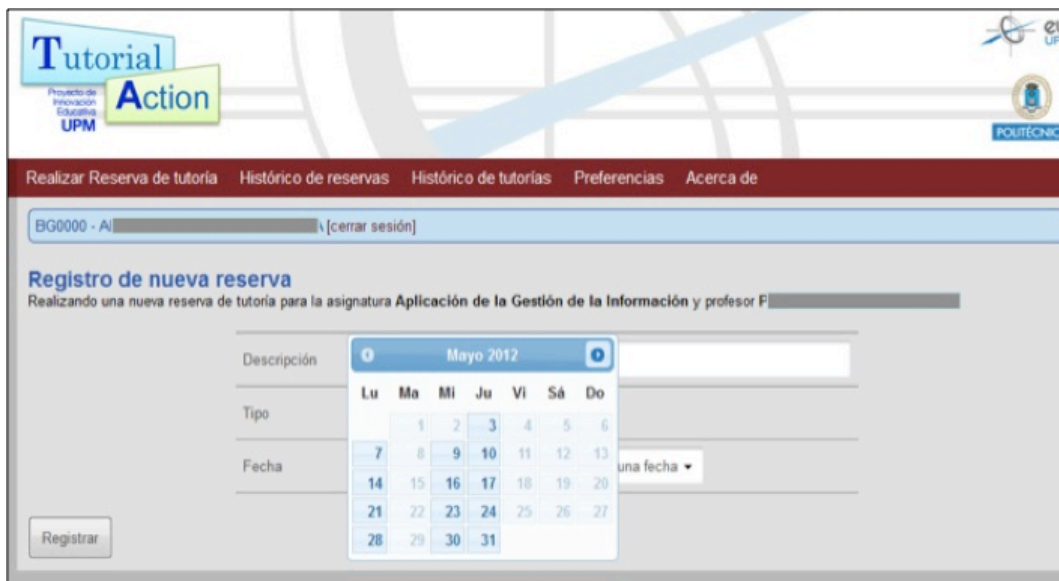 Tutorial
Action
Proyecto de
Innovación
Educativa
UPM
POLITÉCNIC
Realizar Reserva de tutoría Histórico de reservas Histórico de tutorías Preferencias Acerca de
BG0000 - Al [cerrar sesión]
Registro de nueva reserva
Realizando una nueva reserva de tutoría para la asignatura Aplicación de la Gestión de la Información y profesor P
Descripción
Tipo
Fecha
Mayo 2012
Lu Ma Mi Ju Vi Sá Do
1 2 3 4 5 6
7 8 9 10 11 12 13
14 15 16 17 18 19 20
21 22 23 24 25 26 27
28 29 30 31
una fecha
Registrar